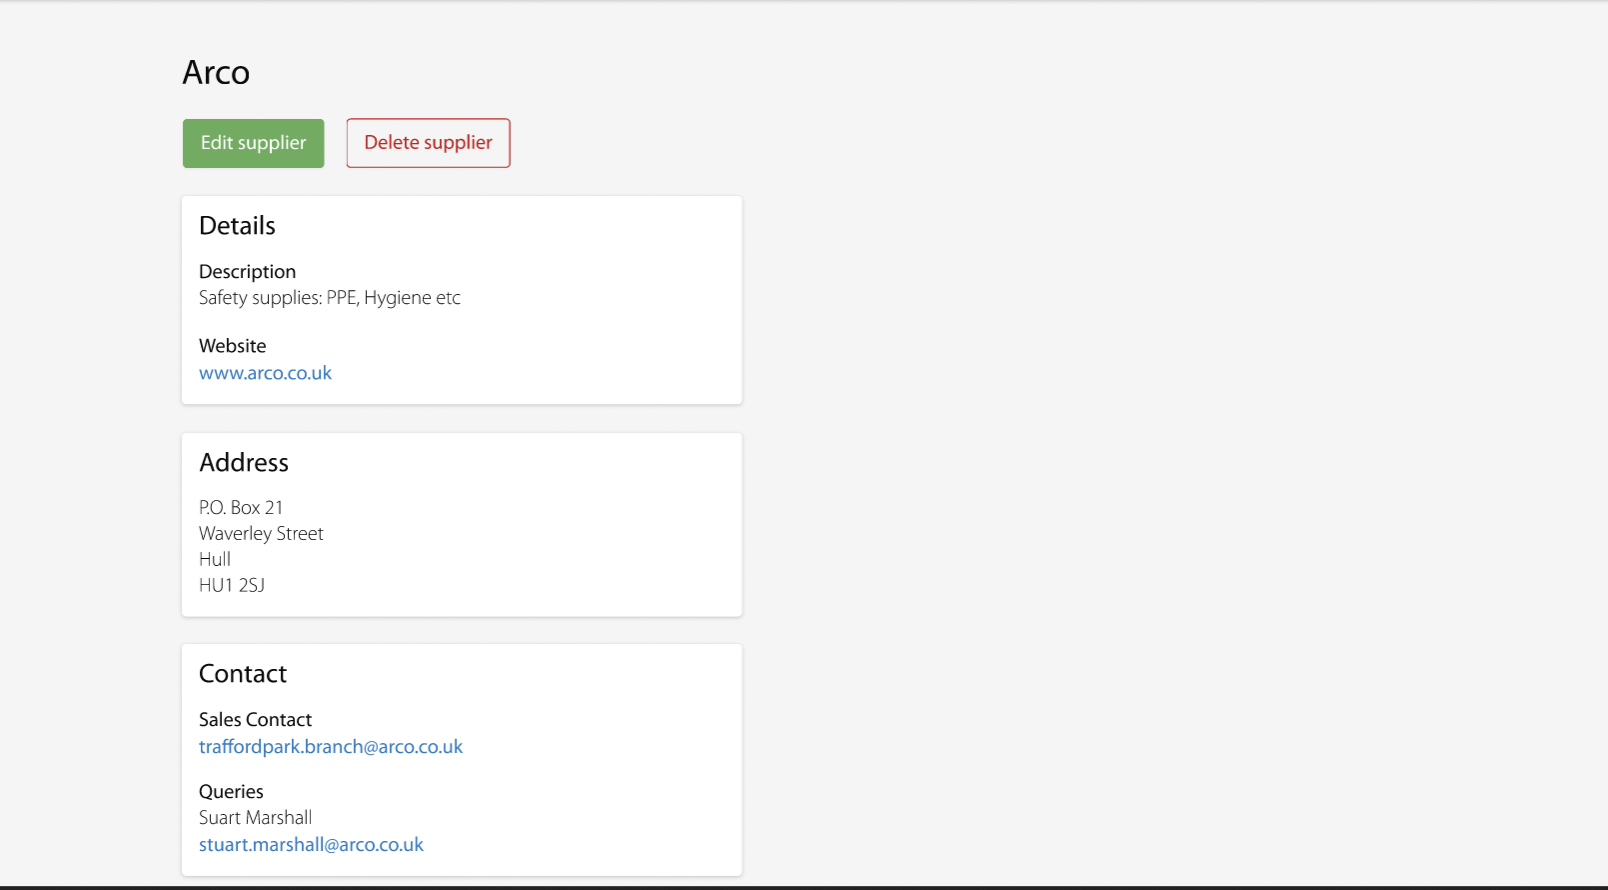 Arco
Edit supplier
Delete supplier
Details
Description
Safety supplies: PPE, Hygiene etc
Website
www.arco.co.uk
Address
P.O. Box 21
Waverley Street
Hull
HU1 2SJ
Contact
Sales Contact
traffordpark.branch@arco.co.uk
Queries
Suart Marshall
stuart.marshall@arco.co.uk